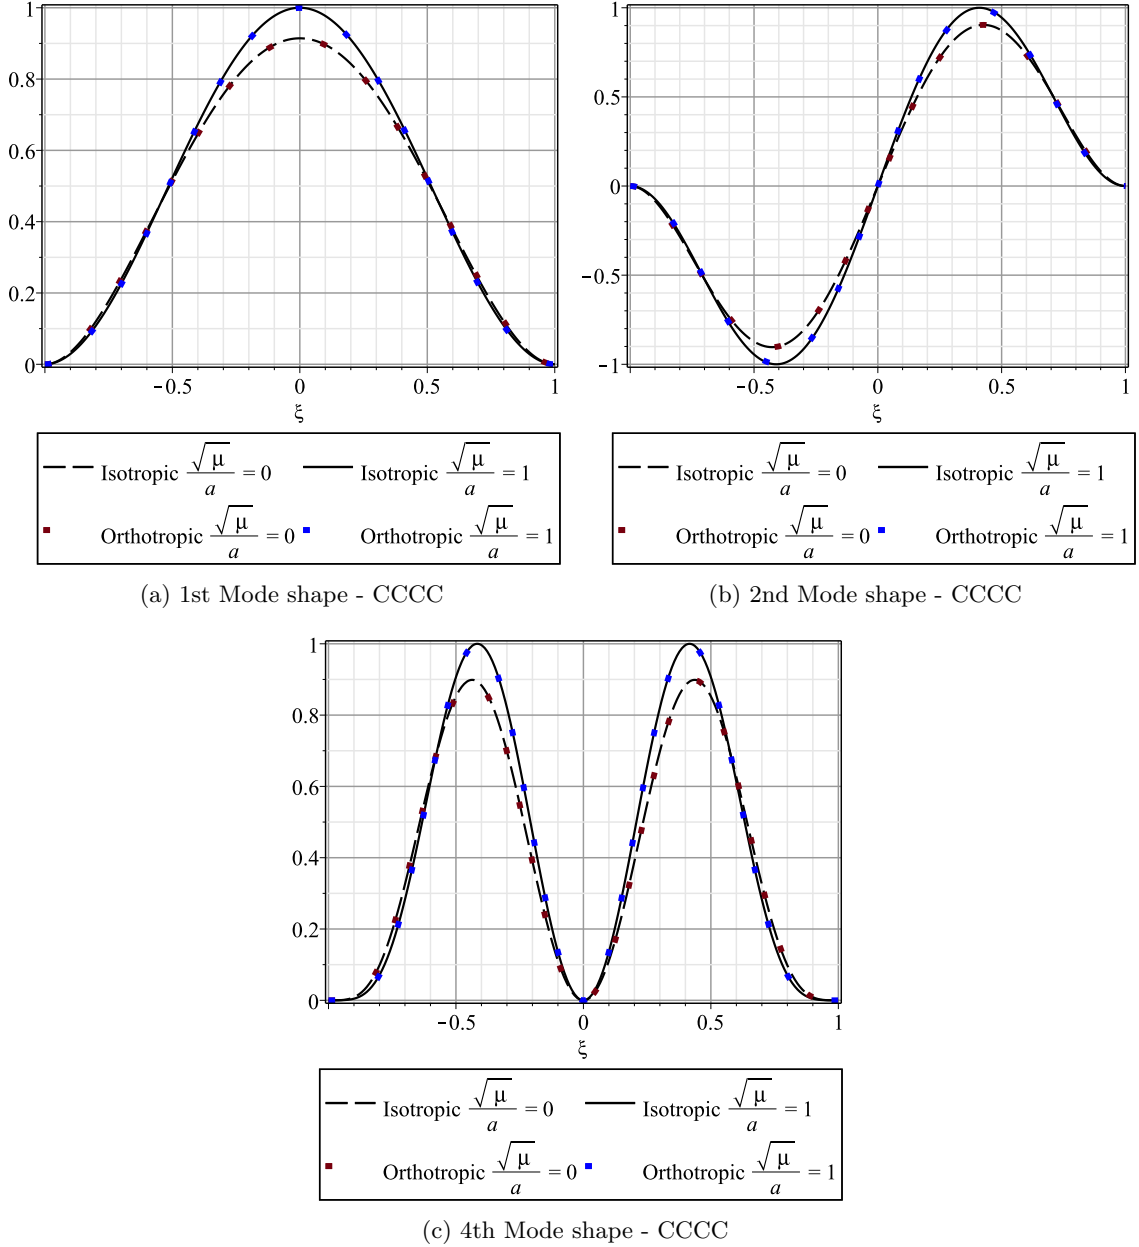 1
0.8
0.6
0.4
0.2
0
−0.5 0 0.5 1
ξ
Isotropic √μ/a = 0 Isotropic √μ/a = 1
Orthotropic √μ/a = 0 Orthotropic √μ/a = 1
(a) 1st Mode shape - CCCC
1
0.5
0
−0.5
−1
−0.5 0 0.5 1
ξ
Isotropic √μ/a = 0 Isotropic √μ/a = 1
Orthotropic √μ/a = 0 Orthotropic √μ/a = 1
(b) 2nd Mode shape - CCCC
1
0.8
0.6
0.4
0.2
0
−0.5 0 0.5 1
ξ
Isotropic √μ/a = 0 Isotropic √μ/a = 1
Orthotropic √μ/a = 0 Orthotropic √μ/a = 1
(c) 4th Mode shape - CCCC